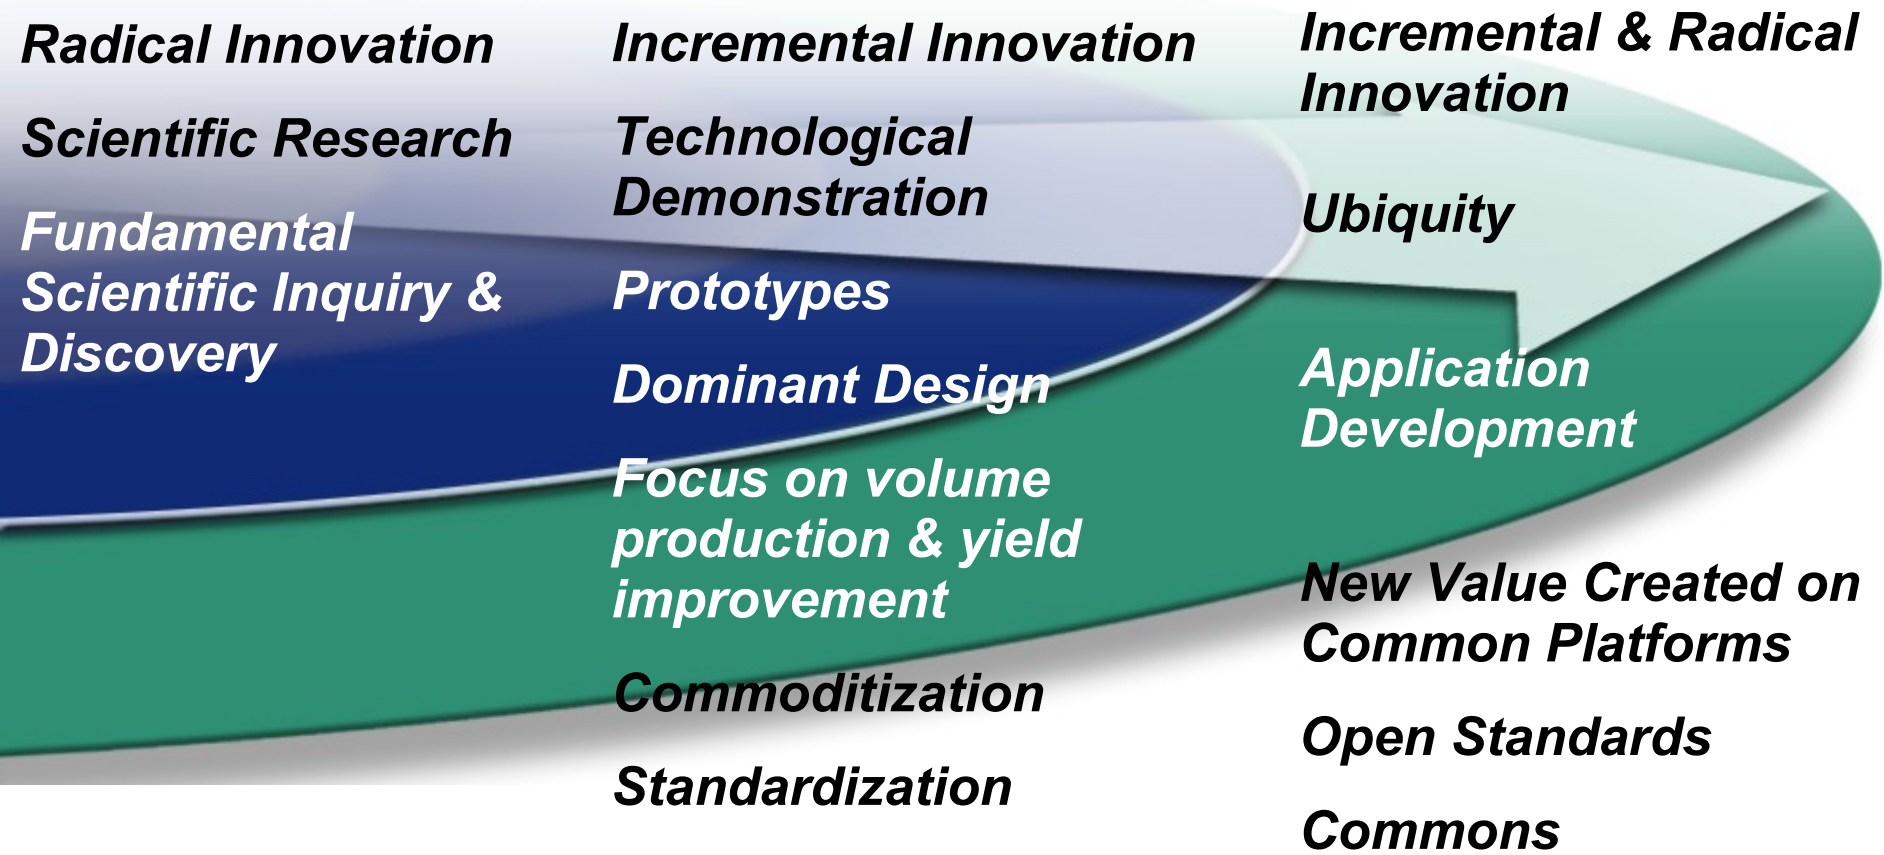 Radical Innovation
Scientific Research
Fundamental
Scientific Inquiry &
Discovery
Incremental Innovation
Technological
Demonstration
Prototypes
Dominant Design
Focus on volume
production & yield
improvement
Commoditization
Standardization
Incremental & Radical
Innovation
Ubiquity
Application
Development
New Value Created on
Common Platforms
Open Standards
Commons